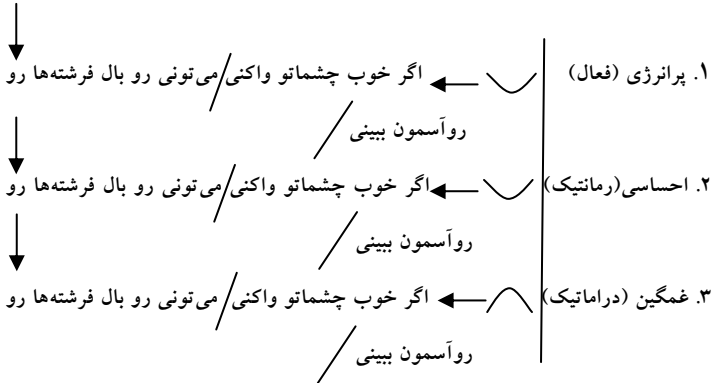 ۱. پرانرژی (فعال) اگر خوب چشماتو واکنی/می‌تونی رو بال فرشته‌ها رو
روآسمون ببینی/
۲. احساسی(رمانتیک) اگر خوب چشماتو واکنی/می‌تونی رو بال فرشته‌ها رو
روآسمون ببینی/
۳. غمگین (دراماتیک) اگر خوب چشماتو واکنی/می‌تونی رو بال فرشته‌ها رو
روآسمون ببینی/